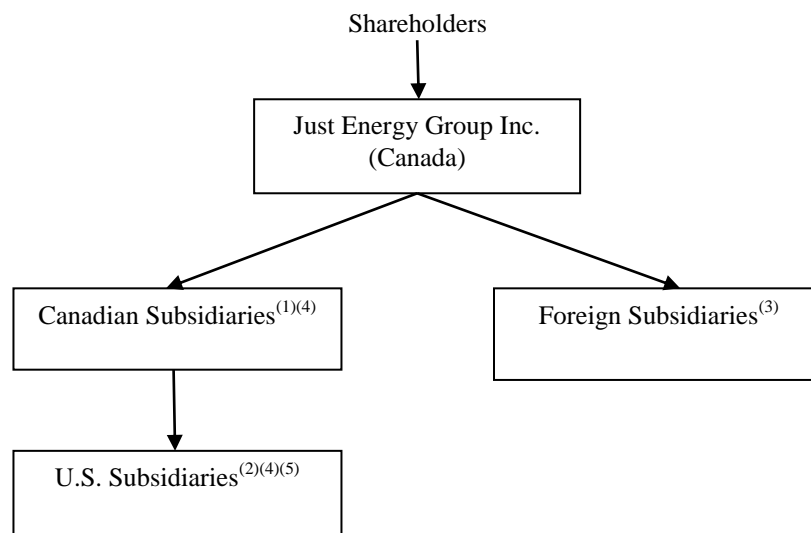 Shareholders
Just Energy Group Inc.
(Canada)
Canadian Subsidiaries(1)(4)
Foreign Subsidiaries(3)
U.S. Subsidiaries(2)(4)(5)